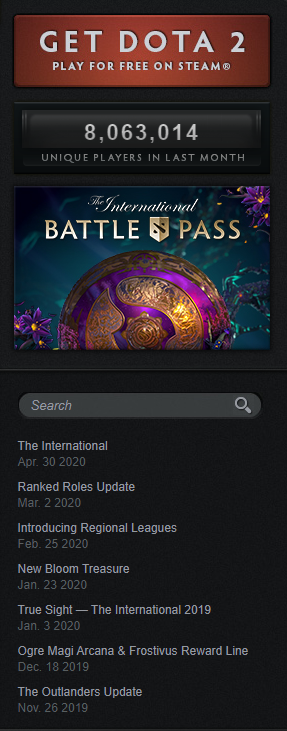 GET DOTA 2
PLAY FOR FREE ON STEAM®
8,063,014
UNIQUE PLAYERS IN LAST MONTH
The International
BATTLE PASS
Search
The International
Apr. 30 2020
Ranked Roles Update
Mar. 2 2020
Introducing Regional Leagues
Feb. 25 2020
New Bloom Treasure
Jan. 23 2020
True Sight — The International 2019
Jan. 3 2020
Ogre Magi Arcana & Frostivus Reward Line
Dec. 18 2019
The Outlanders Update
Nov. 26 2019